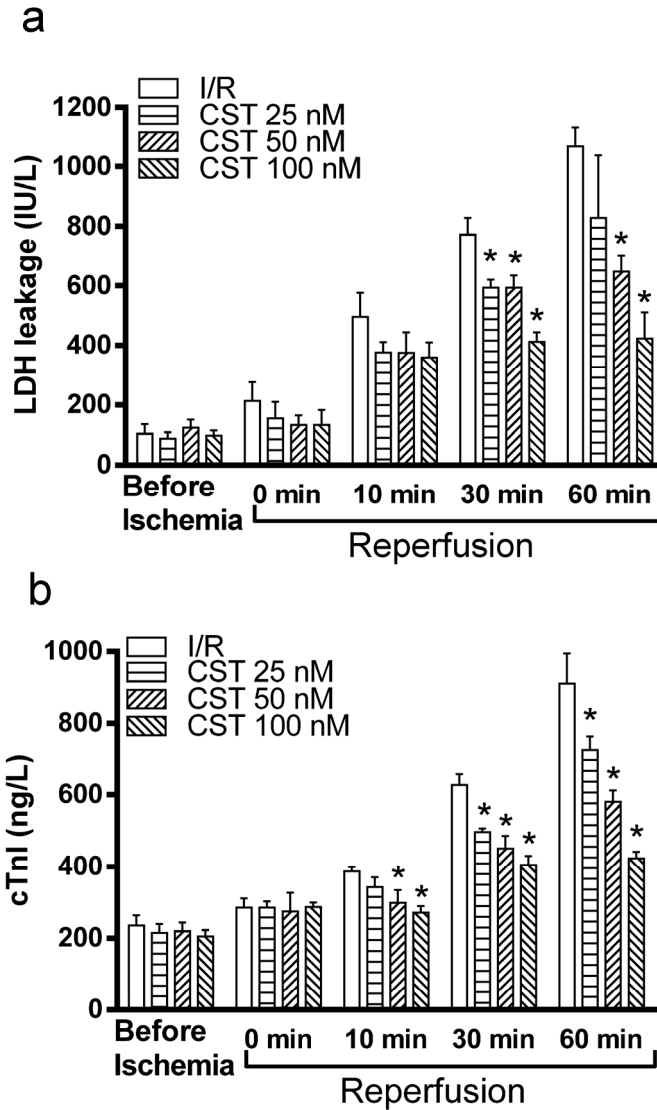 a
I/R
CST 25 nM
CST 50 nM
CST 100 nM
LDH leakage (IU/L)
1200
1000
800
600
400
200
0
* *
*
*
*
Before
Ischemia
0 min 10 min 30 min 60 min
Reperfusion
b
I/R
CST 25 nM
CST 50 nM
CST 100 nM
cTnI (ng/L)
1000
800
600
400
200
0
* *
* * *
* * *
Before
Ischemia
0 min 10 min 30 min 60 min
Reperfusion